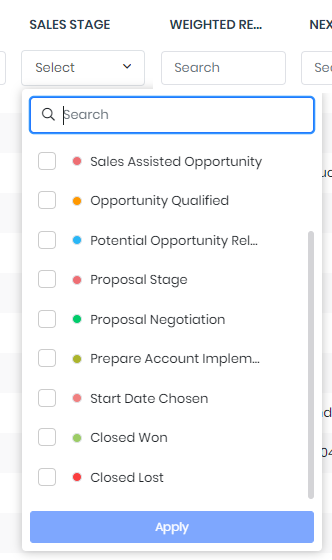 SALES STAGE WEIGHTED RE... NEX
Select Search Sea
Search
Sales Assisted Opportunity
Opportunity Qualified
Potential Opportunity Rel...
Proposal Stage
Proposal Negotiation
Prepare Account Implem...
Start Date Chosen
Closed Won
Closed Lost
Apply